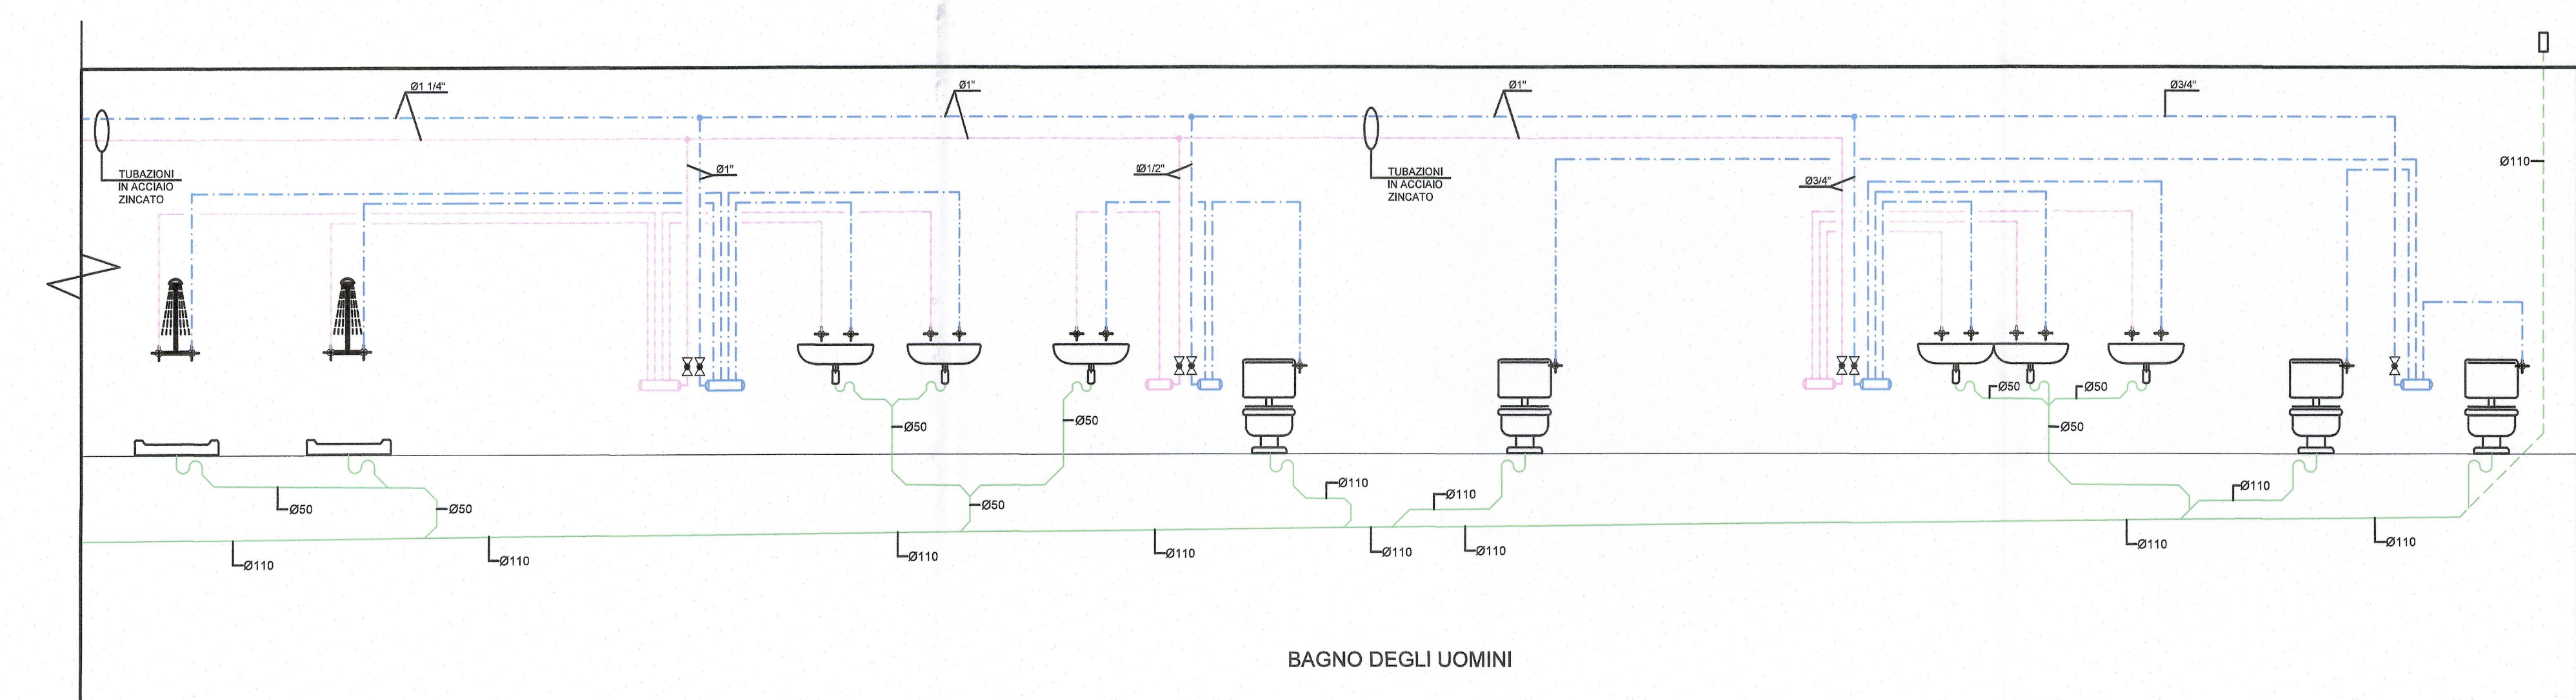 Ø1 1/4"
Ø1"
Ø1"
Ø3/4"
TUBAZIONI
IN ACCIAIO
ZINCATO
Ø1"
Ø1/2"
TUBAZIONI
IN ACCIAIO
ZINCATO
Ø3/4"
Ø110
Ø50
Ø50
Ø50
Ø50
Ø50
Ø110
Ø110
Ø110
Ø50
Ø50
Ø50
Ø110
Ø110
Ø110
Ø110
Ø110
Ø110
Ø110
Ø110
BAGNO DEGLI UOMINI